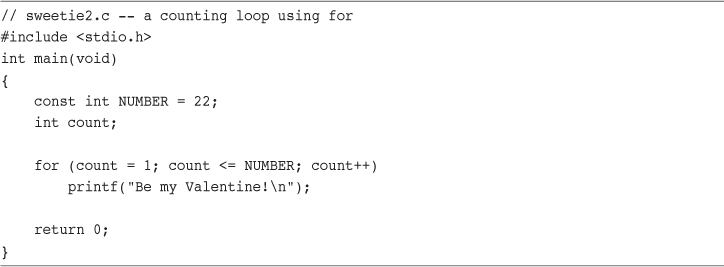 // sweetie2.c -- a counting loop using for
#include <stdio.h>
int main(void)
{
    const int NUMBER = 22;
    int count;

    for (count = 1; count <= NUMBER; count++)
        printf("Be my Valentine!\n");

    return 0;
}